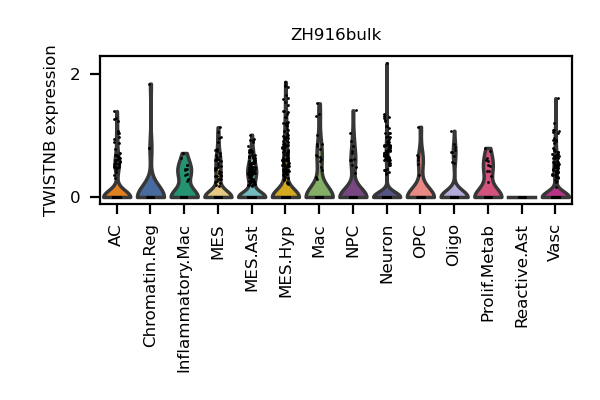 ZH916bulk
TWISTNB expression
2
0
AC
Chromatin.Reg
Inflammatory.Mac
MES
MES.Ast
MES.Hyp
Mac
NPC
Neuron
OPC
Oligo
Prolif.Metab
Reactive.Ast
Vasc